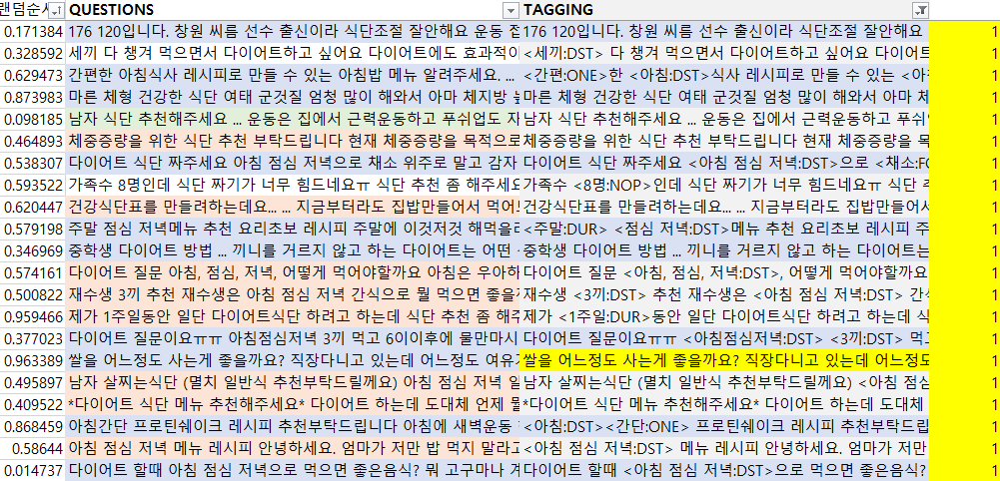 랜덤순서 QUESTIONS TAGGING
0.171384 176 120입니다. 창원 씨름 선수 출신이라 식단조절 잘안해요 운동 접 176 120입니다. 창원 씨름 선수 출신이라 식단조절 잘안해요 1
0.328592 세끼 다 챙겨 먹으면서 다이어트하고 싶어요 다이어트에도 효과적이 <세끼:DST> 다 챙겨 먹으면서 다이어트하고 싶어요 다이어트 1
0.629473 간편한 아침식사 레시피로 만들 수 있는 아침밥 메뉴 알려주세요. ... <간편:ONE>한 <아침:DST>식사 레시피로 만들 수 있는 <아 1
0.873983 마른 체형 건강한 식단 여태 군것질 엄청 많이 해와서 아마 체지방 마른 체형 건강한 식단 여태 군것질 엄청 많이 해와서 아마 체 1
0.098185 남자 식단 추천해주세요 ... 운동은 집에서 근력운동하고 푸쉬업도 자 남자 식단 추천해주세요 ... 운동은 집에서 근력운동하고 푸쉬 1
0.464893 체중증량을 위한 식단 추천 부탁드립니다 현재 체중증량을 목적으로 체중증량을 위한 식단 추천 부탁드립니다 현재 체중증량을 목 1
0.538307 다이어트 식단 짜주세요 아침 점심 저녁으로 채소 위주로 말고 감자 다이어트 식단 짜주세요 <아침 점심 저녁:DST>으로 <채소:FO 1
0.593522 가족수 8명인데 식단 짜기가 너무 힘드네요ㅠ 식단 추천 좀 해주세요 가족수 <8명:NOP>인데 식단 짜기가 너무 힘드네요ㅠ 식단 1
0.620447 건강식단표를 만들려하는데요... ... 지금부터라도 집밥만들어서 먹어 건강식단표를 만들려하는데요... ... 지금부터라도 집밥만들어서 1
0.579198 주말 점심 저녁메뉴 추천 요리초보 레시피 주말에 이것저것 해먹을려 <주말:DUR> <점심 저녁:DST>메뉴 추천 요리초보 레시피 주 1
0.346969 중학생 다이어트 방법 ... 끼니를 거르지 않고 하는 다이어트는 어떤 중학생 다이어트 방법 ... 끼니를 거르지 않고 하는 다이어트는 1
0.574161 다이어트 질문 아침, 점심, 저녁, 어떻게 먹어야할까요 아침은 우아하 다이어트 질문 <아침, 점심, 저녁:DST>, 어떻게 먹어야할까요 1
0.500822 재수생 3끼 추천 재수생은 아침 점심 저녁 간식으로 뭘 먹으면 좋을 재수생 <3끼:DST> 추천 재수생은 <아침 점심 저녁:DST> 간식 1
0.959466 제가 1주일동안 일단 다이어트식단 하려고 하는데 식단 추천 좀 해주 제가 <1주일:DUR>동안 일단 다이어트식단 하려고 하는데 식 1
0.377023 다이어트 질문이요ㅠㅠ 아침점심저녁 3끼 먹고 6이이후에 물만마시 다이어트 질문이요ㅠㅠ <아침점심저녁:DST> <3끼:DST> 먹 1
0.963389 쌀을 어느정도 사는게 좋을까요? 직장다니고 있는데 어느정도 여유 쌀을 어느정도 사는게 좋을까요? 직장다니고 있는데 어느정도 1
0.495897 남자 살찌는식단 (멸치 일반식 추천부탁드릴께요) 아침 점심 저녁 일 남자 살찌는식단 (멸치 일반식 추천부탁드릴께요) <아침 점심 1
0.409522 *다이어트 식단 메뉴 추천해주세요* 다이어트 하는데 도대체 언제 뭘 *다이어트 식단 메뉴 추천해주세요* 다이어트 하는데 도대체 1
0.868459 아침간단 프로틴쉐이크 레시피 추천부탁드립니다 아침에 새벽운동 <아침:DST><간단:ONE> 프로틴쉐이크 레시피 추천부탁드립 1
0.58644 아침 점심 저녁 메뉴 레시피 안녕하세요. 엄마가 저만 밥 먹지 말라고 <아침 점심 저녁:DST> 메뉴 레시피 안녕하세요. 엄마가 저만 1
0.014737 다이어트 할때 아침 점심 저녁으로 먹으면 좋은음식? 뭐 고구마나 계 다이어트 할때 <아침 점심 저녁:DST>으로 먹으면 좋은음식? 1